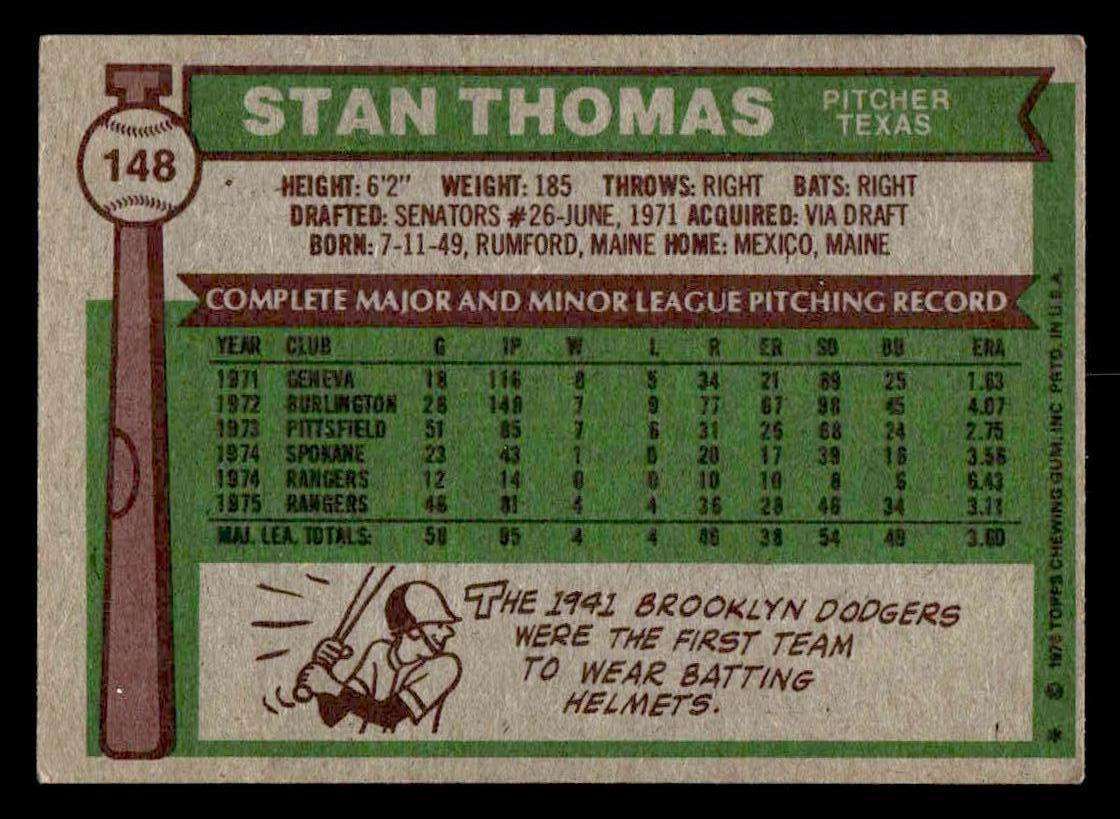 148
STAN THOMAS
PITCHER
TEXAS
HEIGHT: 6'2" WEIGHT: 185 THROWS: RIGHT BATS: RIGHT
DRAFTED: SENATORS #26-JUNE, 1971 ACQUIRED: VIA DRAFT
BORN: 7-11-49, RUMFORD, MAINE HOME: MEXICO, MAINE
COMPLETE MAJOR AND MINOR LEAGUE PITCHING RECORD
YEAR CLUB G IP W L R ER SO BB ERA
1971 GENEVA 18 116 8 5 34 21 89 25 1.63
1972 BURLINGTON 28 148 7 9 77 67 98 45 4.07
1973 PITTSFIELD 51 85 7 6 31 26 68 24 2.75
1974 SPOKANE 23 43 1 0 20 17 39 16 3.56
1974 RANGERS 12 14 0 0 10 10 8 6 6.43
1975 RANGERS 46 81 4 4 36 28 46 34 3.11
MAJ. LEA. TOTALS: 58 95 4 4 46 38 54 3.60
THE 1941 BROOKLYN DODGERS
WERE THE FIRST TEAM
TO WEAR BATTING
HELMETS.
* © 1976 TOPPS CHEWING GUM, INC. PRTD. IN U.S.A.